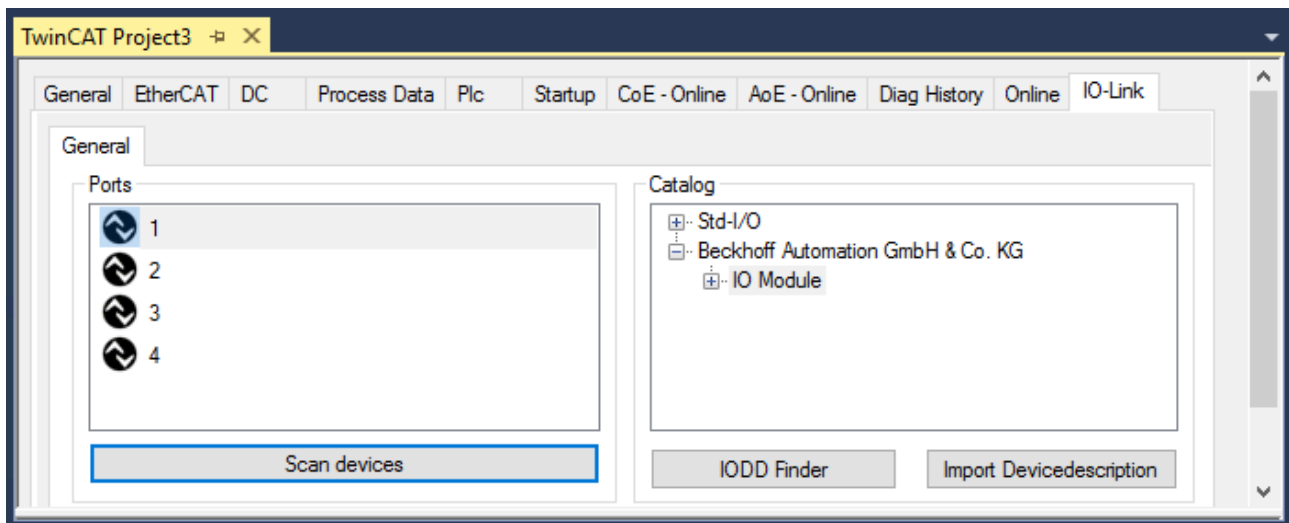 TwinCAT Project3
General EtherCAT DC Process Data Plc Startup CoE - Online AoE - Online Diag History Online IO-Link
General
Ports
1
2
3
4
Scan devices
Catalog
Std-I/O
Beckhoff Automation GmbH & Co. KG
IO Module
IODD Finder
Import Devicedescription